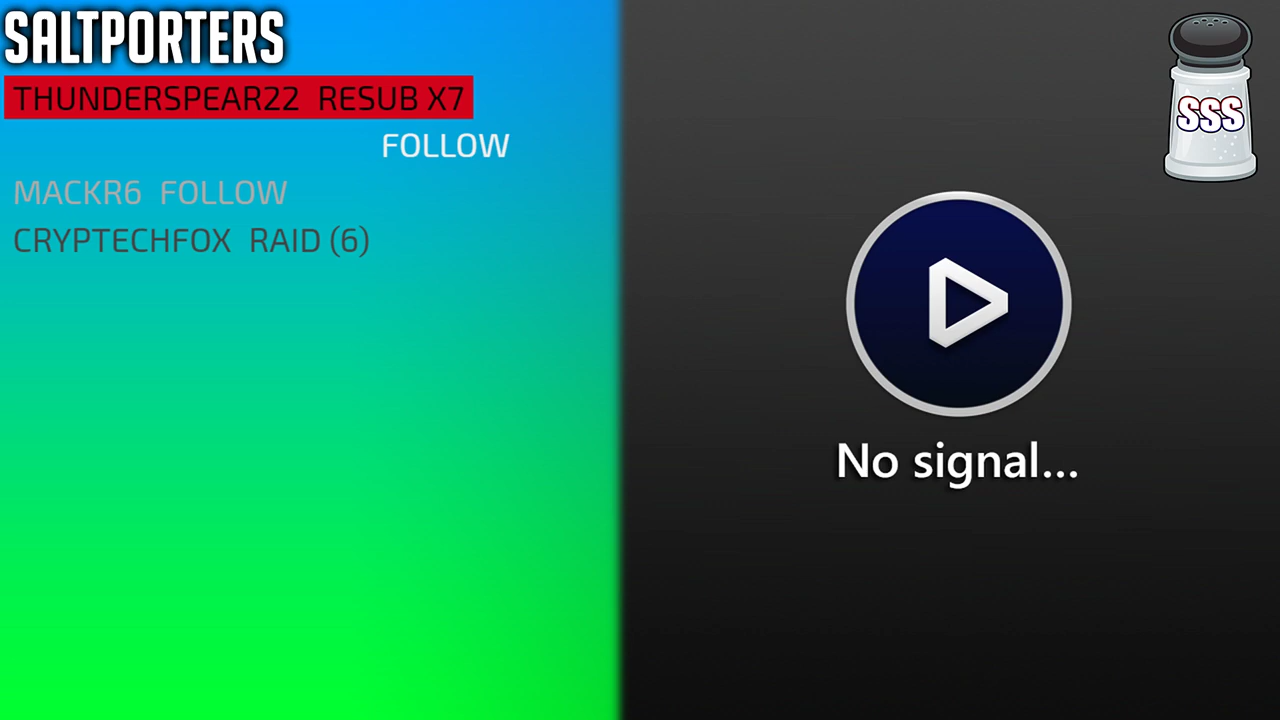 SALTPORTERS
THUNDERSPEAR22 RESUB X7
FOLLOW
MACKR6 FOLLOW
CRYPTECHFOX RAID (6)
SSS
No signal...